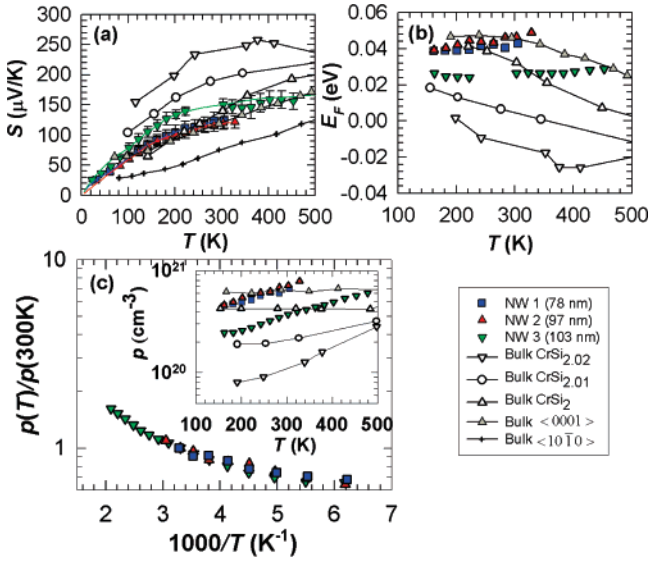 (a)
S (μV/K)
300
250
200
150
100
50
0
0 100 200 300 400 500
T (K)
(b)
E_F (eV)
0.06
0.04
0.02
0.00
-0.02
-0.04
100 200 300 400 500
T (K)
(c)
p(T)/p(300K)
10
1
2 3 4 5 6 7
1000/T (K⁻¹)
p (cm⁻³)
10²¹
10²⁰
100 200 300 400 500
T (K)
NW 1 (78 nm)
NW 2 (97 nm)
NW 3 (103 nm)
Bulk CrSi₂.₀₂
Bulk CrSi₂.₀₁
Bulk CrSi₂
Bulk <0001>
Bulk <101̄0>